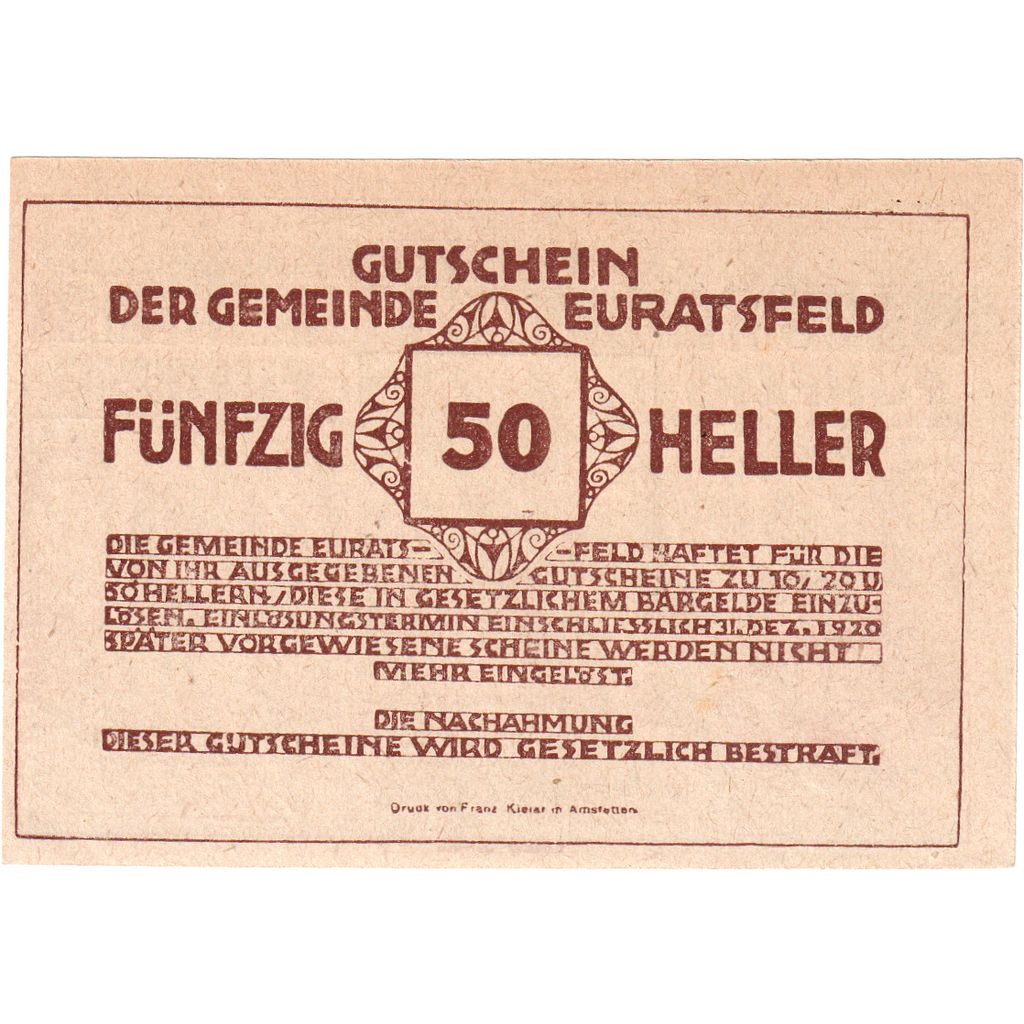 GUTSCHEIN
DER GEMEINDE EURATSFELD
FÜNFZIG 50 HELLER
DIE GEMEINDE EURATS- -FELD HAFTET FÜR DIE
VON IHR AUSGEGEBENEN GUTSCHEINE ZU 10/20 U.
50 HELLERN/DIESE IN GESETZLICHEM BARGELDE EINZU-
LÖSEN. EINLÖSUNGSTERMIN EINSCHLIESSLICH 31. DEZ. 1920
SPÄTER VORGEWIESENE SCHEINE WERDEN NICHT
MEHR EINGELÖST.
DIE NACHAHMUNG
DIESER GUTSCHEINE WIRD GESETZLICH BESTRAFT.
Druck von Franz in Amstetten